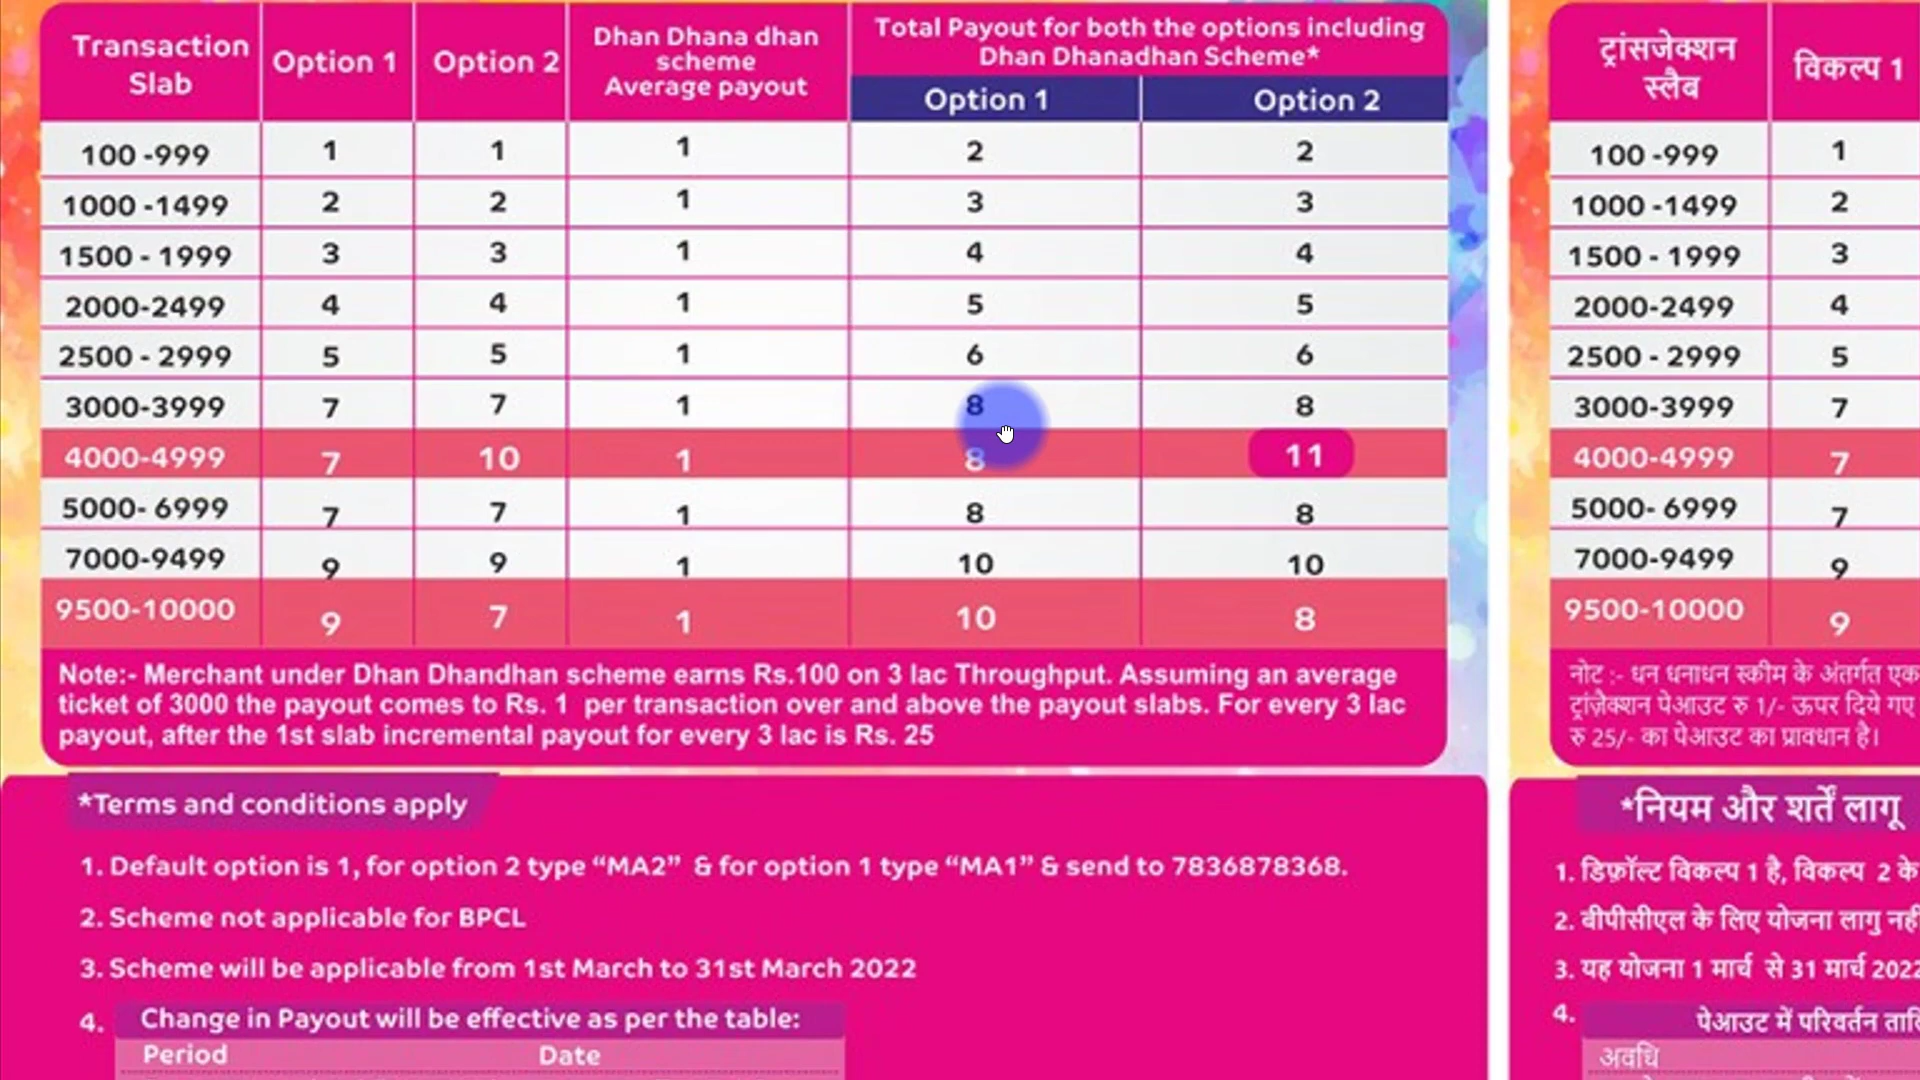 Transaction Slab Option 1 Option 2 Dhan Dhana dhan scheme Average payout Total Payout for both the options including Dhan Dhanadhan Scheme*
Option 1 Option 2
100 -999 1 1 1 2 2
1000 -1499 2 2 1 3 3
1500 - 1999 3 3 1 4 4
2000-2499 4 4 1 5 5
2500 - 2999 5 5 1 6 6
3000-3999 7 7 1 8 8
4000-4999 7 10 1 8 11
5000- 6999 7 7 1 8 8
7000-9499 9 9 1 10 10
9500-10000 9 7 1 10 8
Note:- Merchant under Dhan Dhandhan scheme earns Rs.100 on 3 lac Throughput. Assuming an average
ticket of 3000 the payout comes to Rs. 1 per transaction over and above the payout slabs. For every 3 lac
payout, after the 1st slab incremental payout for every 3 lac is Rs. 25
*Terms and conditions apply
1. Default option is 1, for option 2 type “MA2” & for option 1 type “MA1” & send to 7836878368.
2. Scheme not applicable for BPCL
3. Scheme will be applicable from 1st March to 31st March 2022
4. Change in Payout will be effective as per the table:
Period Date
ट्रांसजेक्शन स्लैब विकल्प 1
100 -999 1
1000 -1499 2
1500 - 1999 3
2000-2499 4
2500 - 2999 5
3000-3999 7
4000-4999 7
5000- 6999 7
7000-9499 9
9500-10000 9
नोट :- धन धनाधन स्कीम के अंतर्गत एक
ट्रांज़ेक्शन पेआउट रु 1/- ऊपर दिये गए
रु 25/- का पेआउट का प्रावधान है।
*नियम और शर्तें लागू
1. डिफ़ॉल्ट विकल्प 1 है, विकल्प 2 के
2. बीपीसीएल के लिए योजना लागु नहीं
3. यह योजना 1 मार्च से 31 मार्च 2022
4. पेआउट में परिवर्तन
अवधि